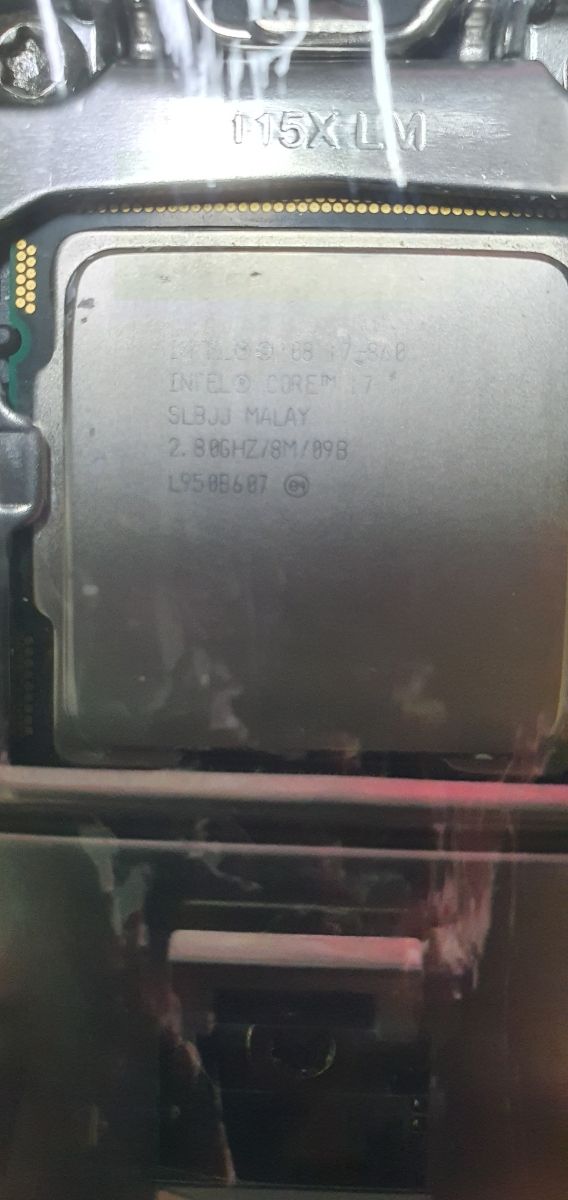 115X LM
INTEL® © '08 i7-860
INTEL® CORE™ i7
SLBJJ MALAY
2.80GHZ/8M/09B
L950B607 e4